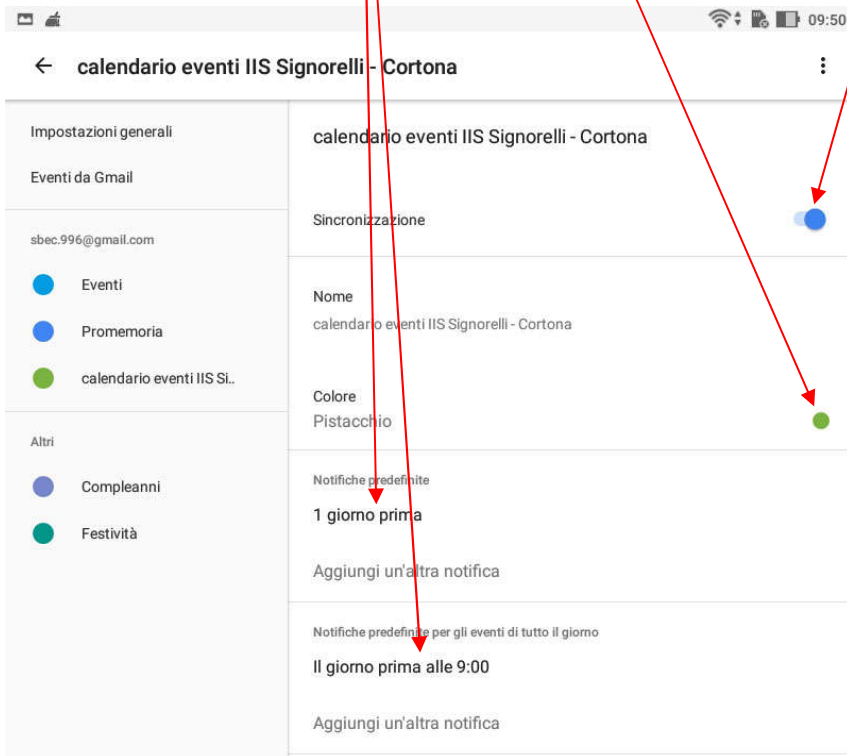 09:50
calendario eventi IIS Signorelli - Cortona
Impostazioni generali
Eventi da Gmail
sbec.996@gmail.com
Eventi
Promemoria
calendario eventi IIS Si..
Altri
Compleanni
Festività
calendario eventi IIS Signorelli - Cortona
Sincronizzazione
Nome
calendario eventi IIS Signorelli - Cortona
Colore
Pistacchio
Notifiche predefinite
1 giorno prima
Aggiungi un'altra notifica
Notifiche predefinite per gli eventi di tutto il giorno
Il giorno prima alle 9:00
Aggiungi un'altra notifica